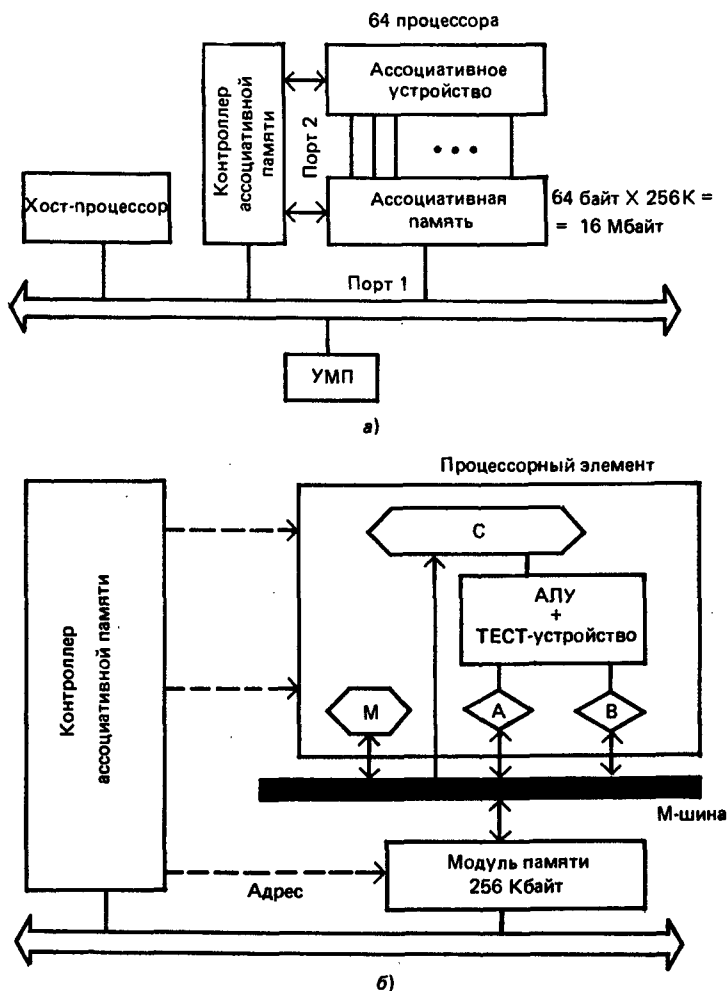 64 процессора
Ассоциативное
устройство
Контроллер
ассоциативной
памяти
Порт 2
• • •
Хост-процессор
Ассоциативная
память
64 байт X 256К =
= 16 Мбайт
Порт 1
УМП
а)
Процессорный элемент
Контроллер
ассоциативной памяти
С
АЛУ
+
ТЕСТ-устройство
М
А
В
М-шина
Модуль памяти
256 Кбайт
Адрес
б)